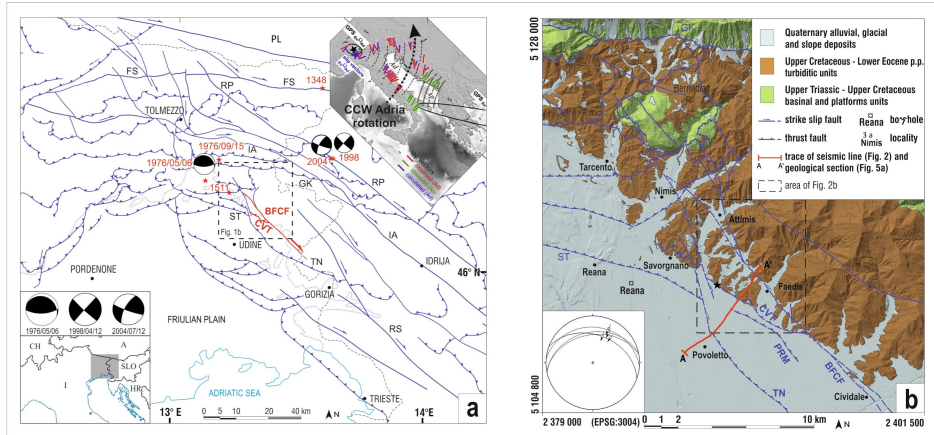 PL
FS
FS
RP
1348
TOLMEZZO
1976/09/15
1976/05/06
IA
2004
1998
1511
GK
RP
ST
BFCF
CVT
Fig. 1b
UDINE
IA
TN
IDRIJA
46° N
PORDENONE
GORIZIA
FRIULIAN PLAIN
RS
ADRIATIC SEA
TRIESTE
CCW Adria
rotation
1976/05/06
1998/04/12
2004/07/12
CH
A
SLO
I
HR
13° E
0 5 10 20 30 40 km
N
14° E
a
5 128 000
GK
Bernadia
Tarcento
Nimis
Attimis
ST
Reana
Savorgnano
Reana
A'
Faedis
CVT
PRM
BFCF
A
Povoletto
TN
Cividale
5 104 800
2 379 000
(EPSG:3004)
0 1 2 10 km
N
2 401 500
b
Quaternary alluvial, glacial
and slope deposits
Upper Cretaceous - Lower Eocene p.p.
turbiditic units
Upper Triassic - Upper Cretaceous
basinal and platforms units
strike slip fault
Reana
borehole
thrust fault
3 a
Nimis
locality
A A'
trace of seismic line (Fig. 2) and
geological section (Fig. 5a)
area of Fig. 2b